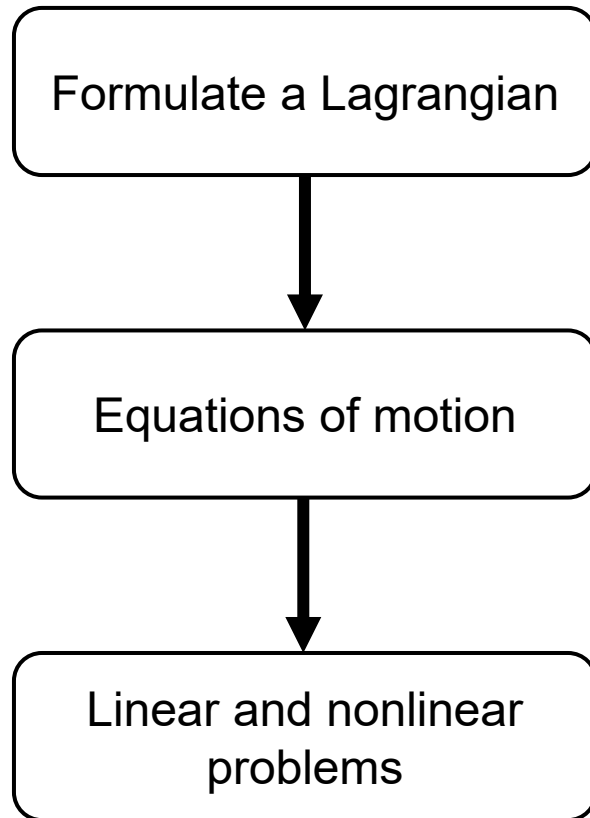 Formulate a Lagrangian
Equations of motion
Linear and nonlinear
problems